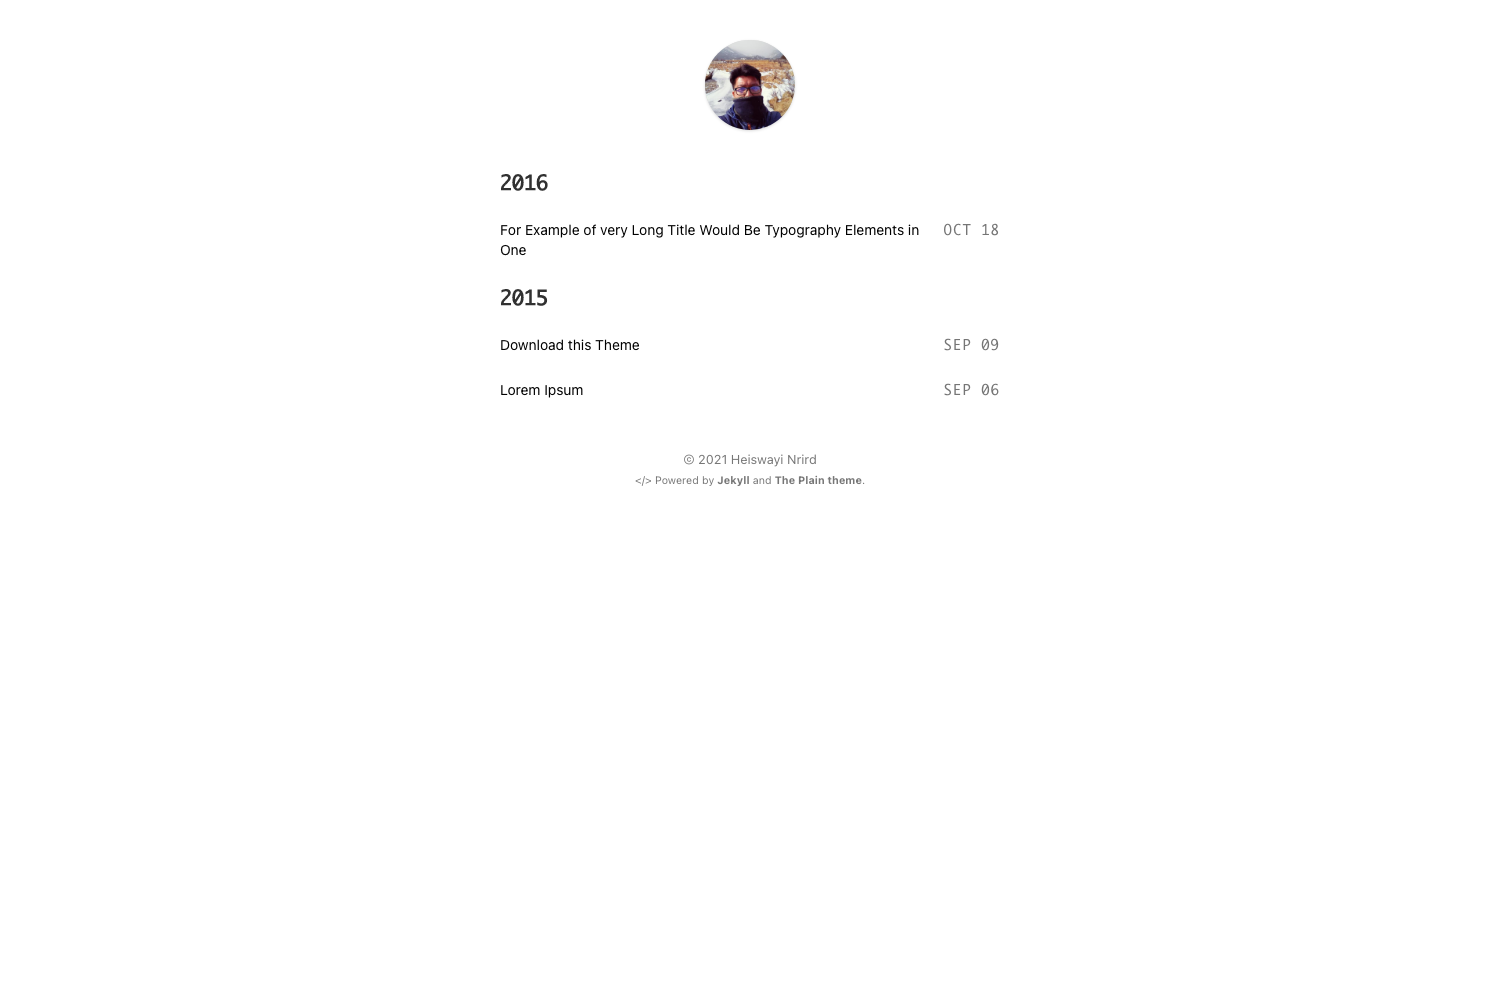 2016
For Example of very Long Title Would Be Typography Elements in OCT 18
One
2015
Download this Theme SEP 09
Lorem Ipsum SEP 06
© 2021 Heiswayi Nrird
</> Powered by Jekyll and The Plain theme.